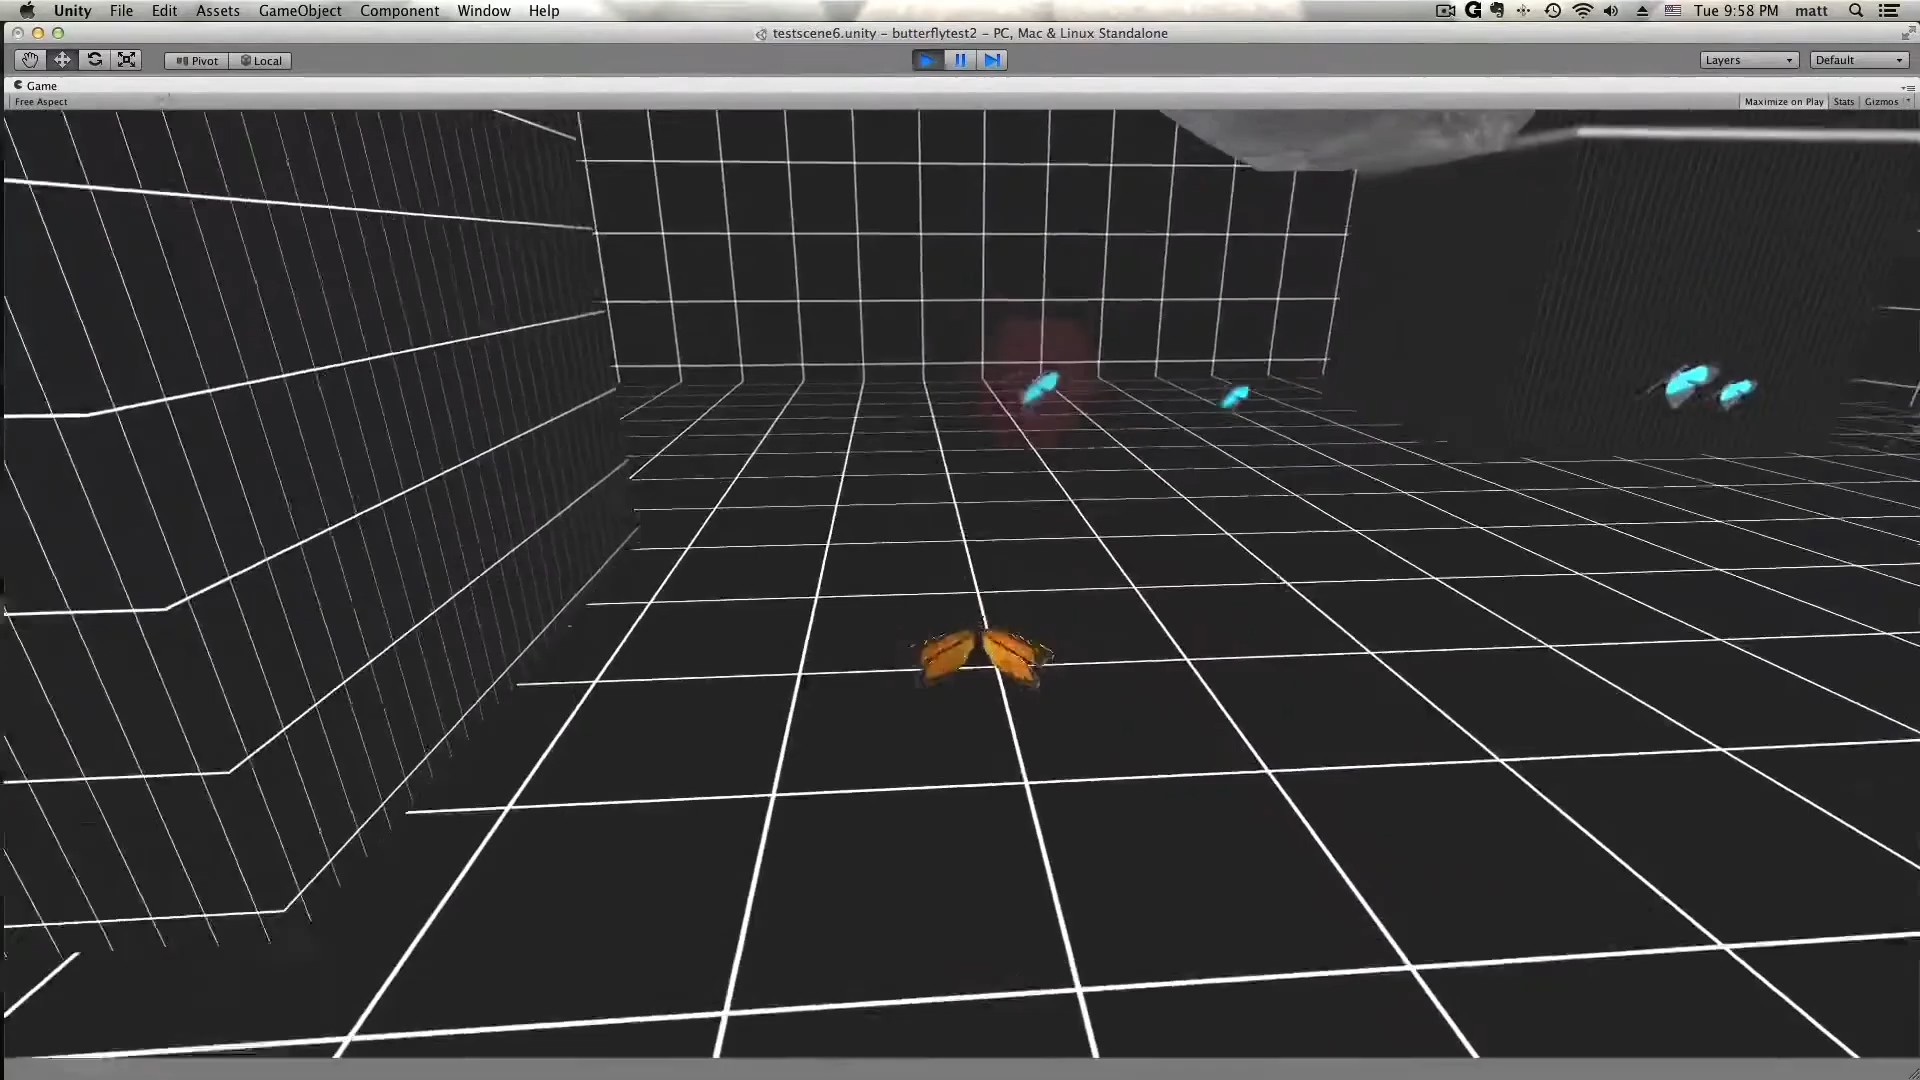 Unity File Edit Assets GameObject Component Window Help Tue 9:58 PM matt
testscene6.unity – butterflytest2 – PC, Mac & Linux Standalone
Pivot Local Layers Default
Game
Free Aspect Maximize on Play Stats Gizmos